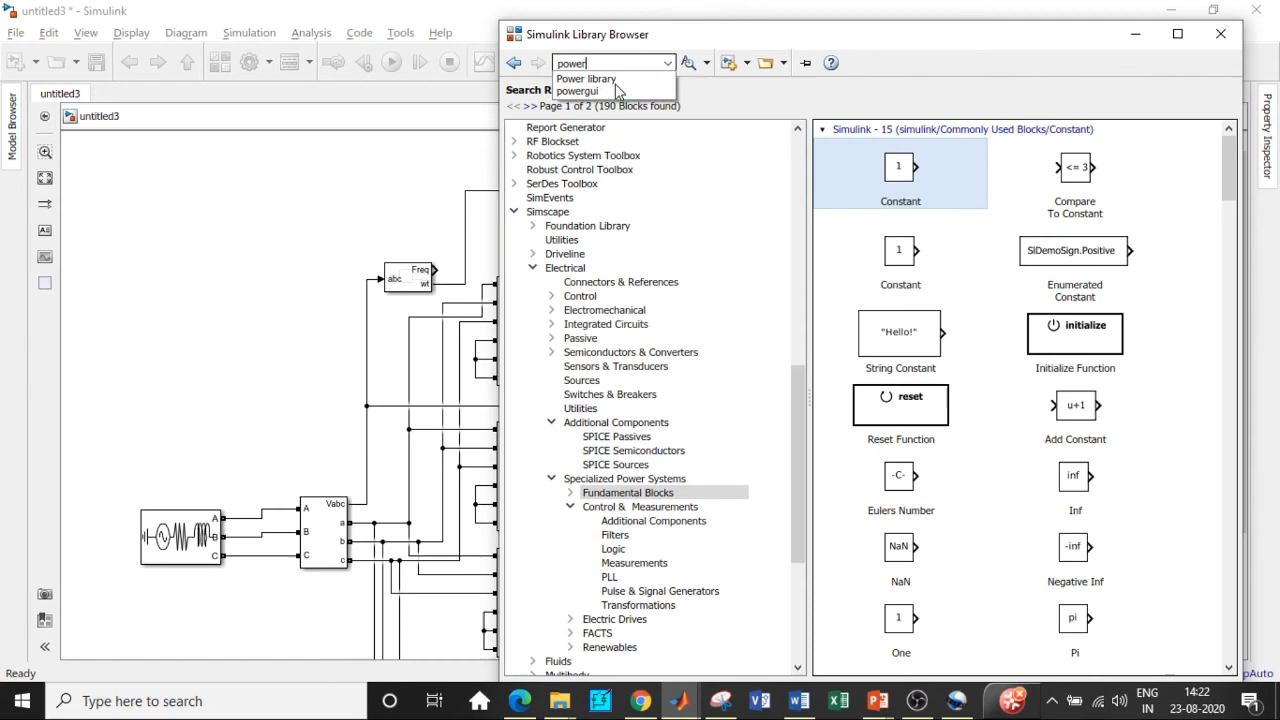 untitled3 * - Simulink
File Edit View Display Diagram Simulation Analysis Code Tools Help
untitled3
untitled3
Model Browser
Property Inspector
abc
Freq
wt
A
B
C
A
B
C
Vabc
a
b
c
Ready
Simulink Library Browser
power
Power library
powergui
Search R
<< >> Page 1 of 2 (190 Blocks found)
Report Generator
RF Blockset
Robotics System Toolbox
Robust Control Toolbox
SerDes Toolbox
SimEvents
Simscape
Foundation Library
Utilities
Driveline
Electrical
Connectors & References
Control
Electromechanical
Integrated Circuits
Passive
Semiconductors & Converters
Sensors & Transducers
Sources
Switches & Breakers
Utilities
Additional Components
SPICE Passives
SPICE Semiconductors
SPICE Sources
Specialized Power Systems
Fundamental Blocks
Control & Measurements
Additional Components
Filters
Logic
Measurements
PLL
Pulse & Signal Generators
Transformations
Electric Drives
FACTS
Renewables
Fluids
Multibody
Simulink - 15 (simulink/Commonly Used Blocks/Constant)
1
Constant
<= 3
Compare
To Constant
1
Constant
SlDemoSign.Positive
Enumerated
Constant
"Hello!"
String Constant
initialize
Initialize Function
reset
Reset Function
u+1
Add Constant
-C-
Eulers Number
inf
Inf
NaN
NaN
-inf
Negative Inf
1
One
pi
Pi
pAuto
Type here to search
ENG
IN
14:22
23-08-2020
1